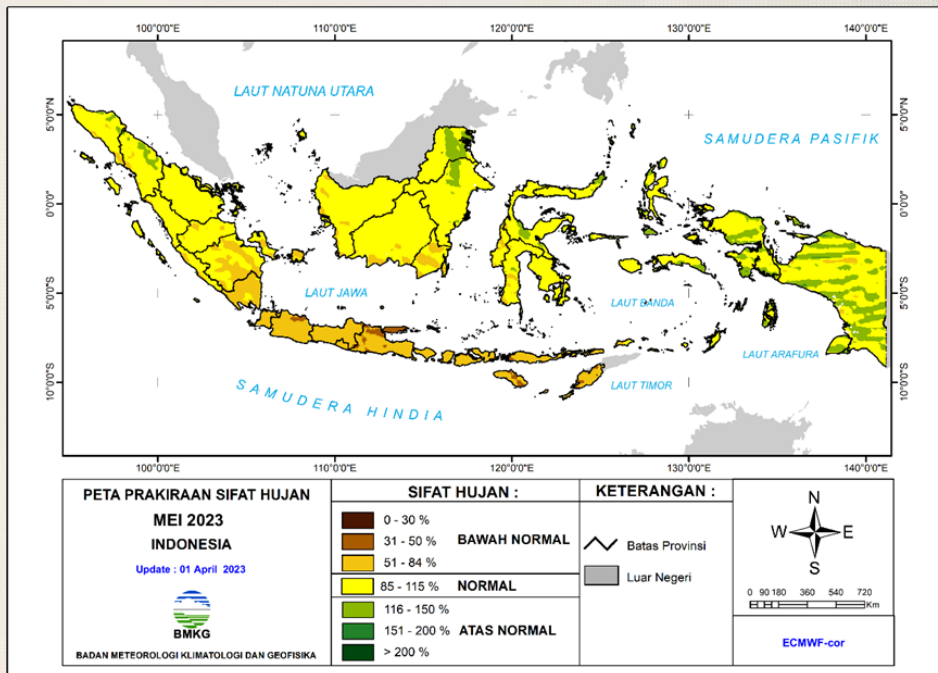 100°0'0"E 110°0'0"E 120°0'0"E 130°0'0"E 140°0'0"E
LAUT NATUNA UTARA
SAMUDERA PASIFIK
5°0'0"N 5°0'0"N
0°0'0" 0°0'0"
5°0'0"S 5°0'0"S
10°0'0"S 10°0'0"S
LAUT JAWA
LAUT BANDA
LAUT ARAFURA
LAUT TIMOR
SAMUDERA HINDIA
100°0'0"E 110°0'0"E 120°0'0"E 130°0'0"E 140°0'0"E
PETA PRAKIRAAN SIFAT HUJAN
MEI 2023
INDONESIA
Update : 01 April 2023
BMKG
BADAN METEOROLOGI KLIMATOLOGI DAN GEOFISIKA
SIFAT HUJAN :
0 - 30 %
31 - 50 % BAWAH NORMAL
51 - 84 %
85 - 115 % NORMAL
116 - 150 %
151 - 200 % ATAS NORMAL
> 200 %
KETERANGAN :
Batas Provinsi
Luar Negeri
N
W E
S
0 90 180 360 540 720
Km
ECMWF-cor